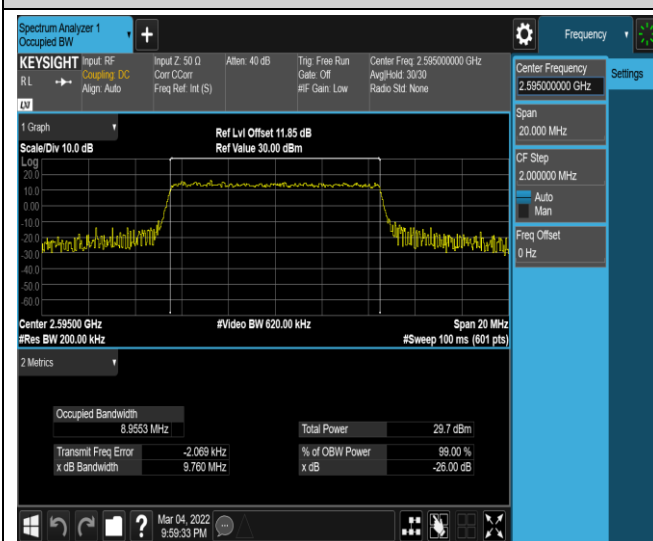 Spectrum Analyzer 1
Occupied BW
Frequency
KEYSIGHT
RL
Input: RF
Coupling: DC
Align: Auto
Input Z: 50 Ω
Corr CCorr
Freq Ref: Int (S)
Atten: 40 dB
Trig: Free Run
Gate: Off
#IF Gain: Low
Center Freq: 2.595000000 GHz
Avg|Hold: 30/30
Radio Std: None
Center Frequency
2.595000000 GHz
Settings
Span
20.000 MHz
CF Step
2.000000 MHz
Auto
Man
Freq Offset
0 Hz
1 Graph
Scale/Div 10.0 dB
Ref Lvl Offset 11.85 dB
Ref Value 30.00 dBm
Log
20.0
10.0
0.00
-10.0
-20.0
-30.0
-40.0
-50.0
-60.0
Center 2.59500 GHz
#Video BW 620.00 kHz
Span 20 MHz
#Res BW 200.00 kHz
#Sweep 100 ms (601 pts)
2 Metrics
Occupied Bandwidth
8.9553 MHz
Total Power 29.7 dBm
Transmit Freq Error -2.069 kHz
% of OBW Power 99.00 %
x dB Bandwidth 9.760 MHz
x dB -26.00 dB
Mar 04, 2022
9:59:33 PM